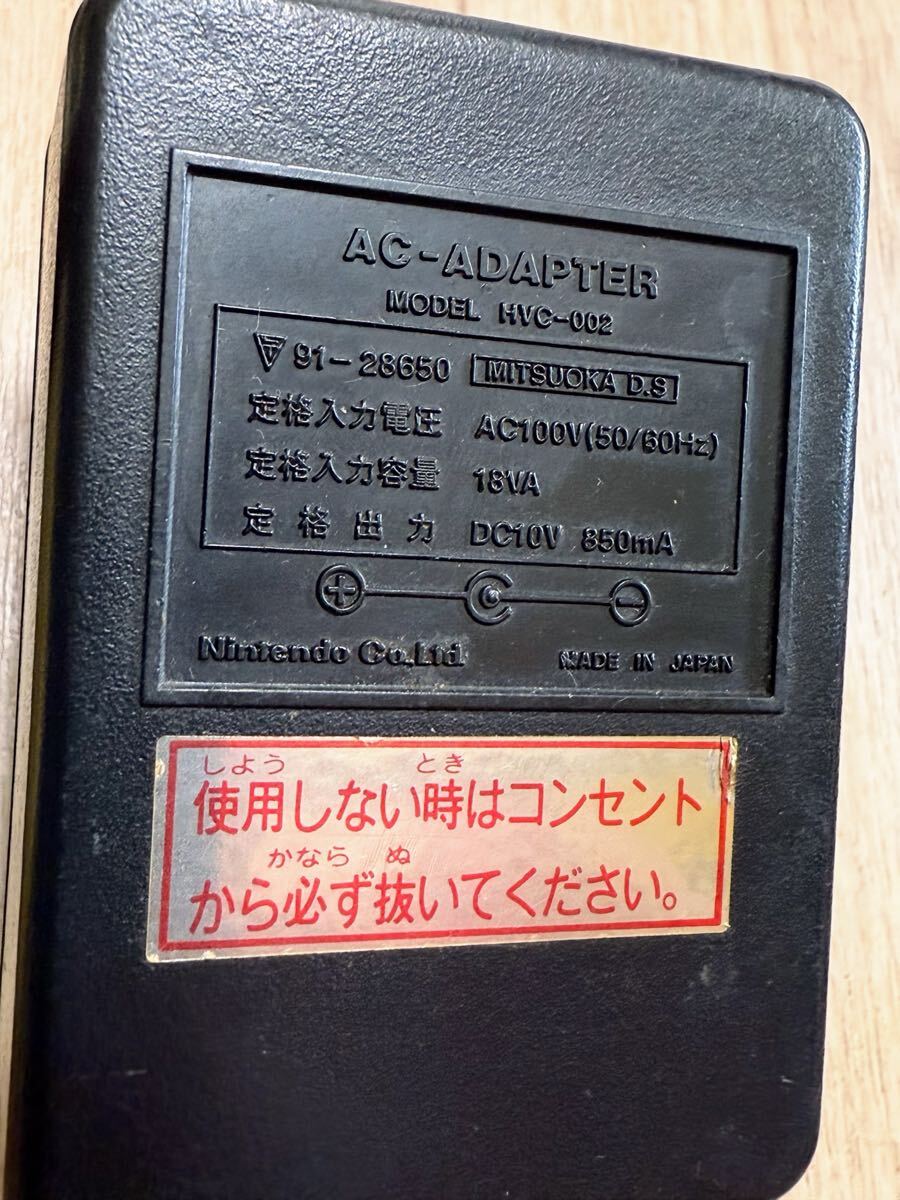 AC-ADAPTER
MODEL HVC-002
91-28650 MITSUOKA D.S
定格入力電圧 AC100V(50/60Hz)
定格入力容量 18VA
定格出力 DC10V 850mA
Nintendo Co.,Ltd. MADE IN JAPAN
しよう とき
使用しない時はコンセント
かなら ぬ
から必ず抜いてください。